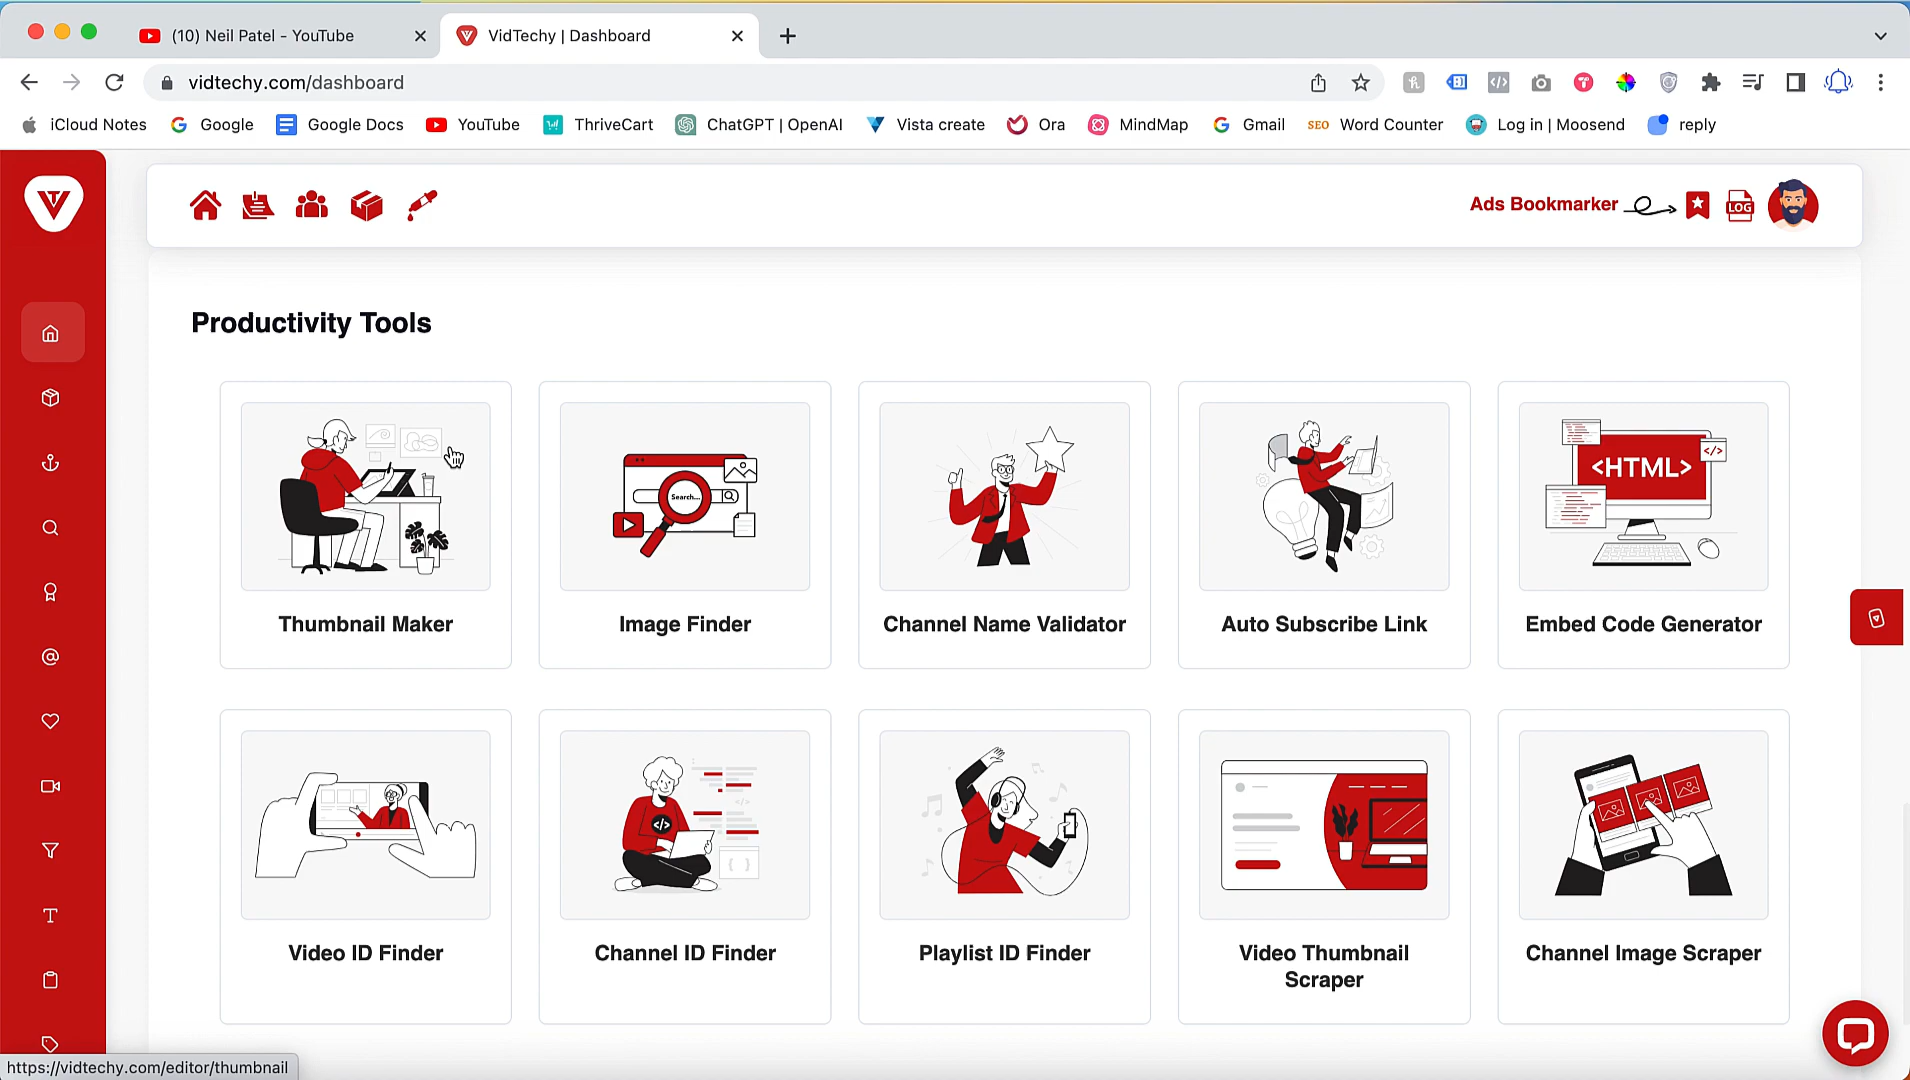 (10) Neil Patel - YouTube
VidTechy | Dashboard
vidtechy.com/dashboard
iCloud Notes
Google
Google Docs
YouTube
ThriveCart
ChatGPT | OpenAI
Vista create
Ora
MindMap
Gmail
SEO Word Counter
Log in | Moosend
reply
Ads Bookmarker
LOG
Productivity Tools
Search...
</>
<HTML>
Thumbnail Maker
Image Finder
Channel Name Validator
Auto Subscribe Link
Embed Code Generator
</>
</>
{ }
Video ID Finder
Channel ID Finder
Playlist ID Finder
Video Thumbnail
Scraper
Channel Image Scraper
https://vidtechy.com/editor/thumbnail